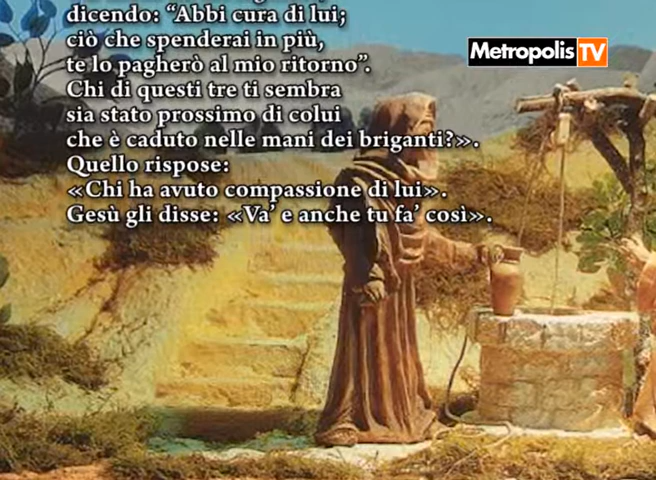 dicendo: “Abbi cura di lui;
ciò che spenderai in più,
te lo pagherò al mio ritorno”.
Chi di questi tre ti sembra
sia stato prossimo di colui
che è caduto nelle mani dei briganti?».
Quello rispose:
«Chi ha avuto compassione di lui».
Gesù gli disse: «Va’ e anche tu fa’ così».
Metropolis TV